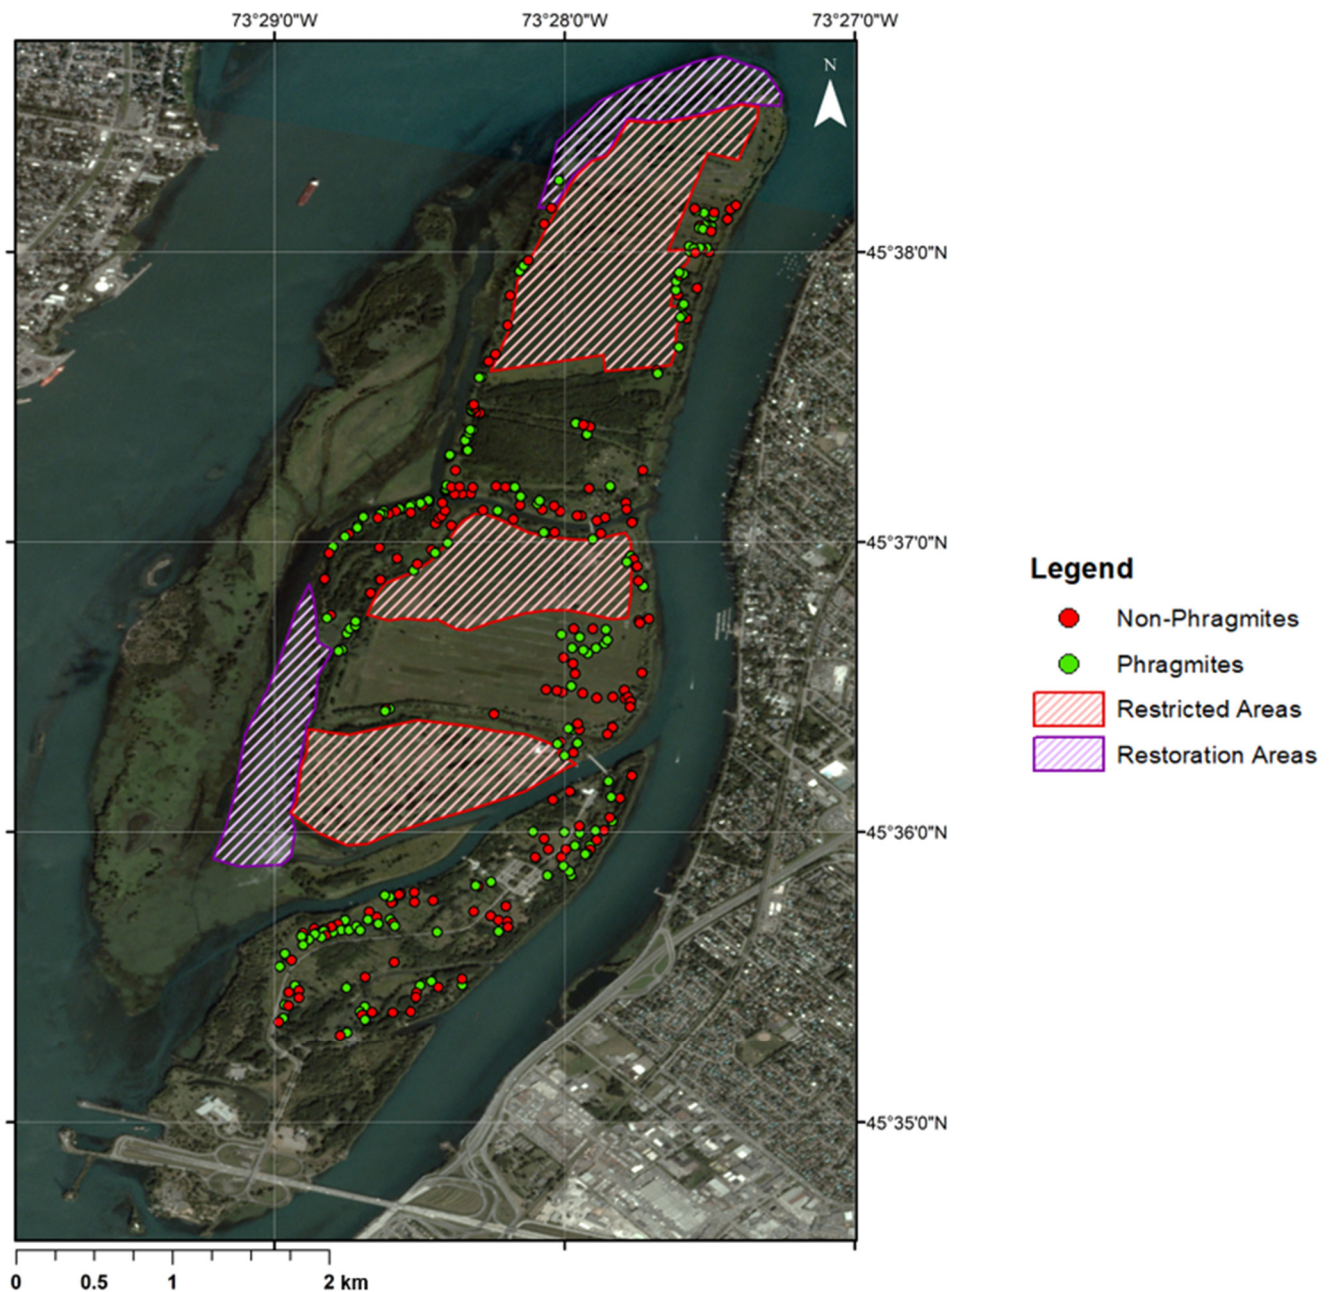 73°29'0"W 73°28'0"W 73°27'0"W
N
45°38'0"N
45°37'0"N
45°36'0"N
45°35'0"N
Legend
Non-Phragmites
Phragmites
Restricted Areas
Restoration Areas
0 0.5 1 2 km